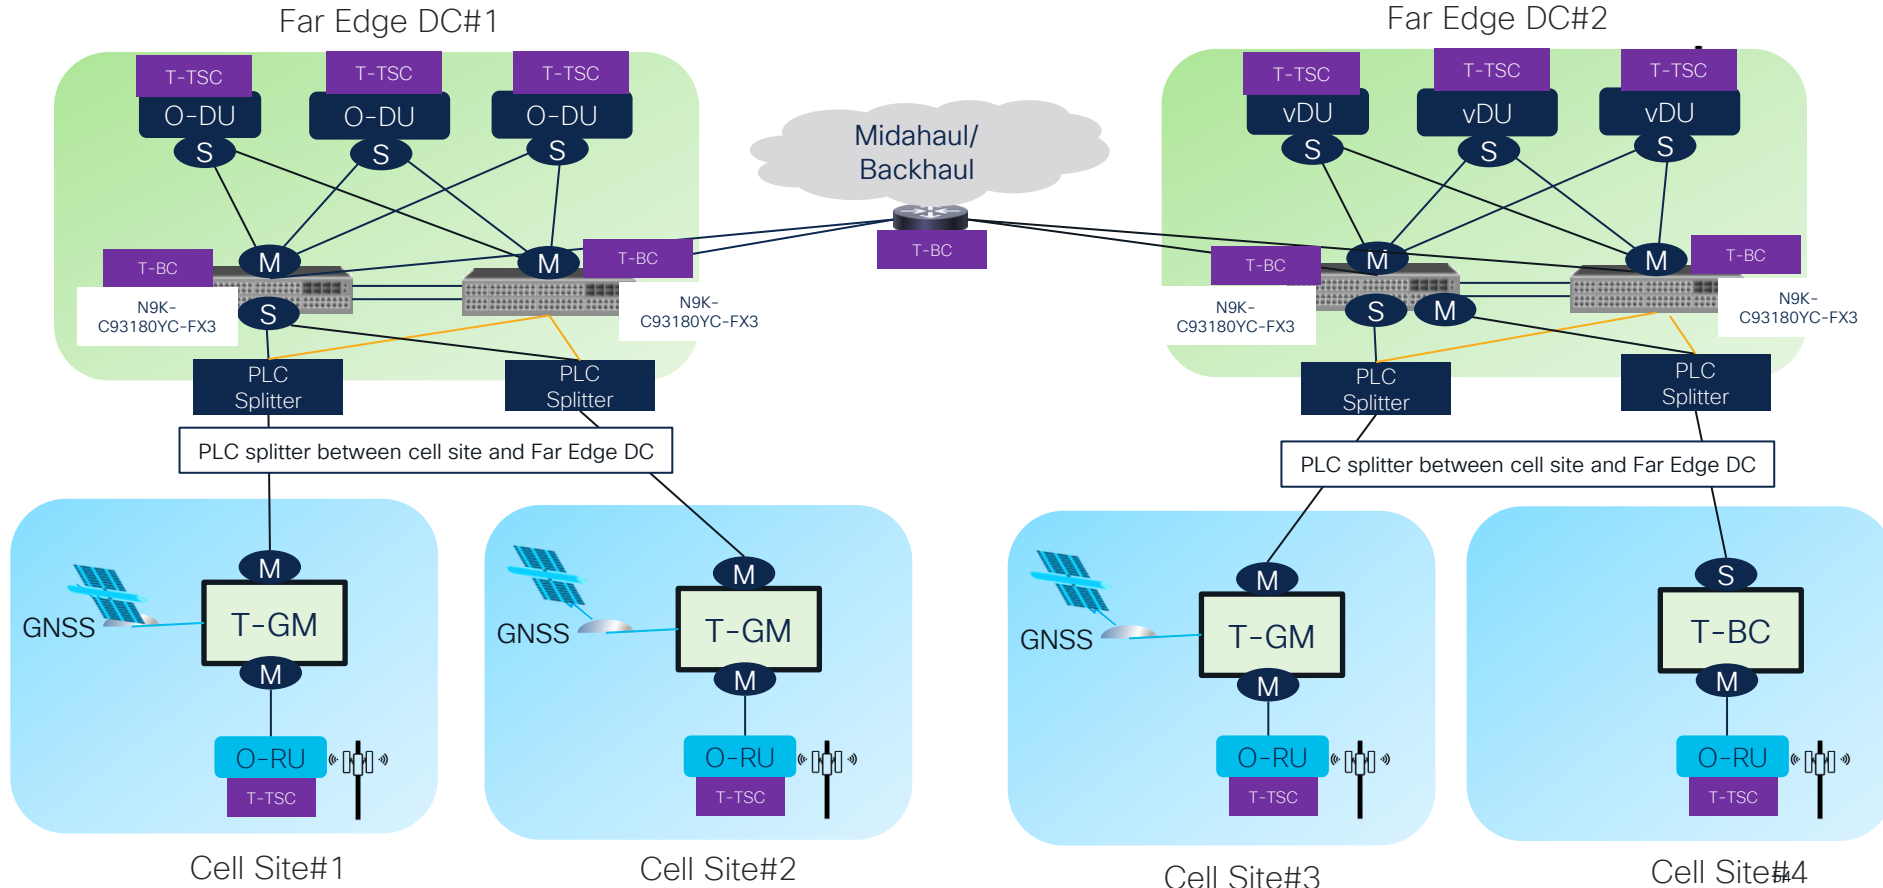 Far Edge DC#1
Far Edge DC#2
T-TSC
T-TSC
T-TSC
O-DU
O-DU
O-DU
S
S
S
Midahaul/
Backhaul
T-BC
T-TSC
T-TSC
T-TSC
vDU
vDU
vDU
S
S
S
M
M
T-BC
T-BC
N9K-
C93180YC-FX3
N9K-
C93180YC-FX3
S
PLC
Splitter
PLC
Splitter
M
M
T-BC
T-BC
N9K-
C93180YC-FX3
N9K-
C93180YC-FX3
S
M
PLC
Splitter
PLC
Splitter
PLC splitter between cell site and Far Edge DC
PLC splitter between cell site and Far Edge DC
M
GNSS
T-GM
M
O-RU
T-TSC
Cell Site#1
M
GNSS
T-GM
M
O-RU
T-TSC
Cell Site#2
M
GNSS
T-GM
M
O-RU
T-TSC
Cell Site#3
S
T-BC
M
O-RU
T-TSC
Cell Site#4